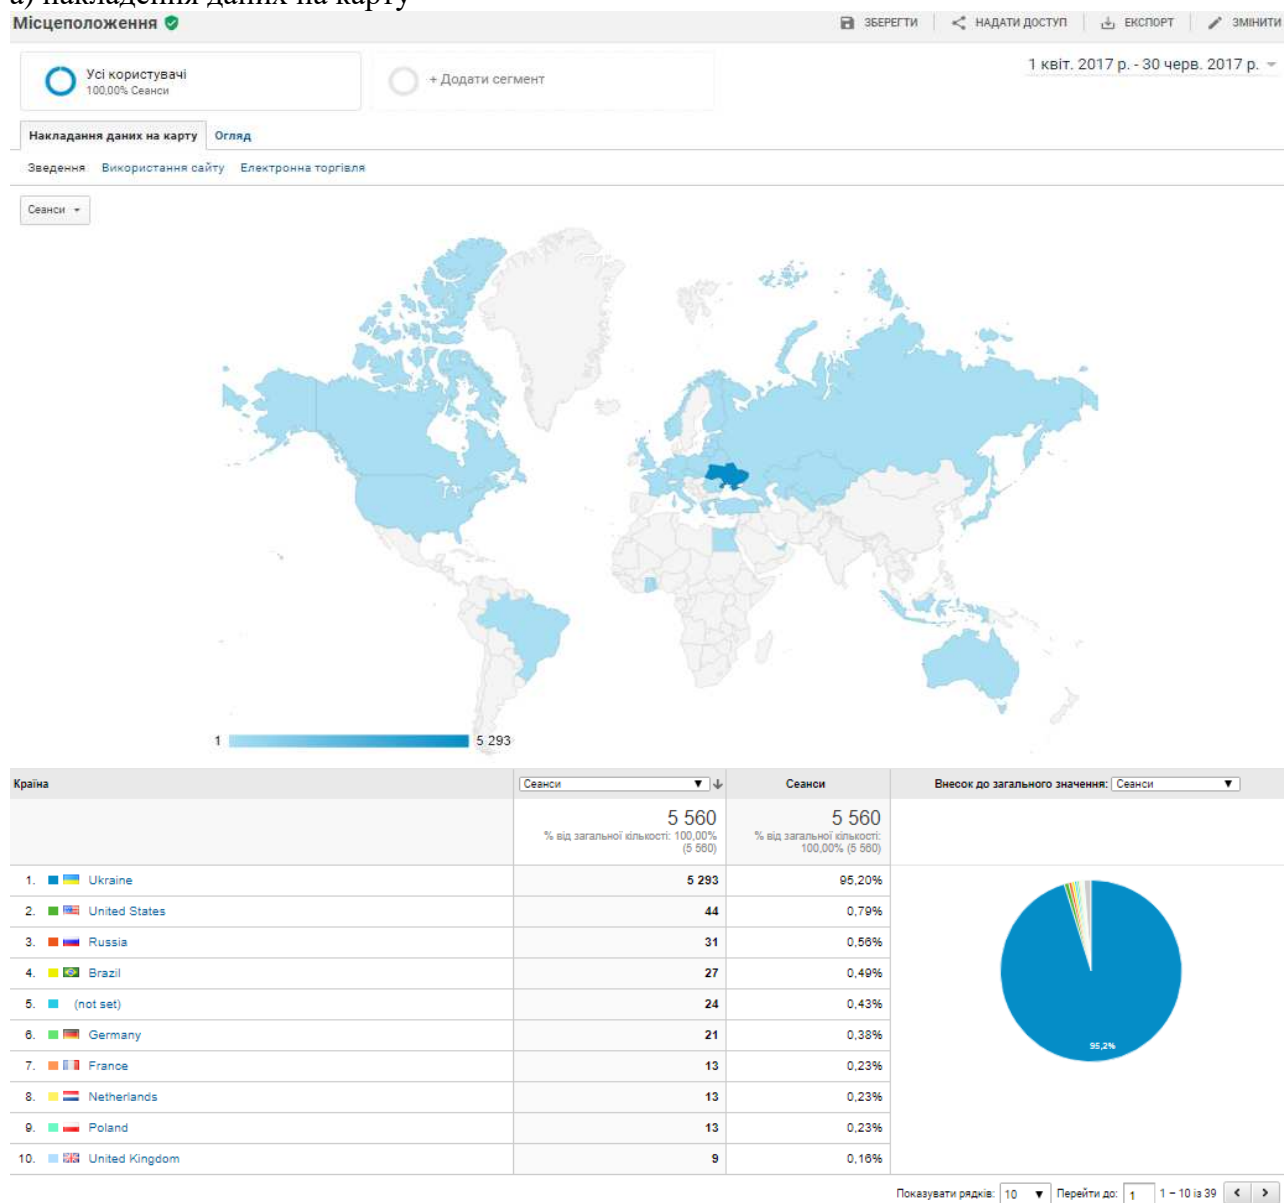 а) накладення даних на карту
Місцеположення
ЗБЕРЕГТИ
НАДАТИ ДОСТУП
ЕКСПОРТ
ЗМІНИТИ
Усі користувачі
100,00% Сеанси
+ Додати сегмент
1 квіт. 2017 р. - 30 черв. 2017 р.
Накладання даних на карту Огляд
Зведення Використання сайту Електронна торгівля
Сеанси
1 5 293
Країна Сеанси Сеанси Внесок до загального значення: Сеанси
5 560 5 560
% від загальної кількості: 100,00% (5 560)
% від загальної кількості: 100,00% (5 560)
1. Ukraine 5 293 95,20%
2. United States 44 0,79%
3. Russia 31 0,56%
4. Brazil 27 0,49%
5. (not set) 24 0,43%
6. Germany 21 0,38%
7. France 13 0,23%
8. Netherlands 13 0,23%
9. Poland 13 0,23%
10. United Kingdom 9 0,16%
95,2%
Показувати рядків: 10 Перейти до: 1 1 – 10 із 39